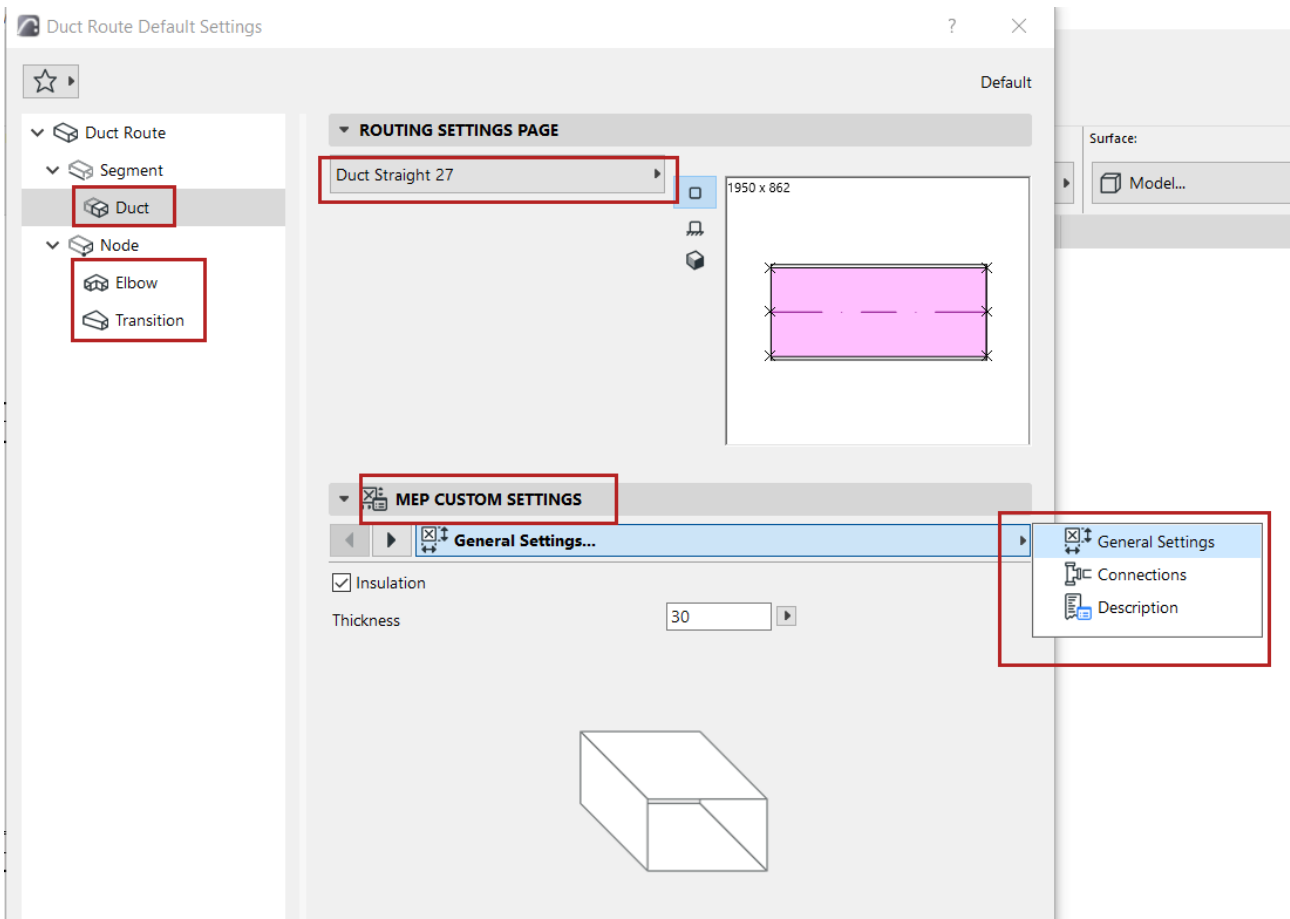 Duct Route Default Settings
?
Default
Duct Route
ROUTING SETTINGS PAGE
Surface:
Segment
Duct Straight 27
1950 x 862
Model...
Duct
Node
Elbow
Transition
MEP CUSTOM SETTINGS
General Settings...
General Settings
Insulation
Connections
Thickness
30
Description